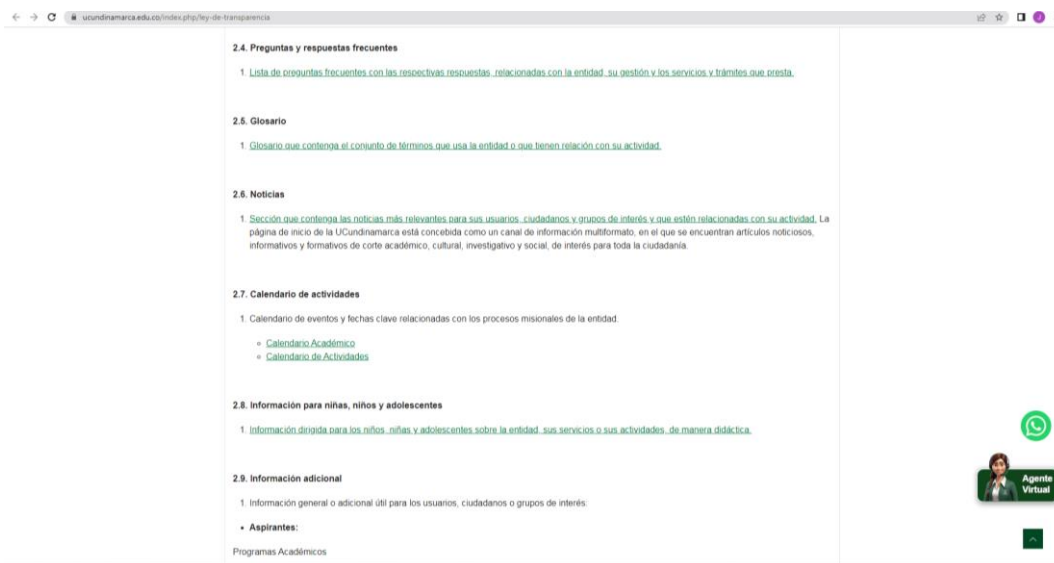 ucundinamarca.edu.co/index.php/ley-de-transparencia
2.4. Preguntas y respuestas frecuentes
1. Lista de preguntas frecuentes con las respectivas respuestas, relacionadas con la entidad, su gestión y los servicios y trámites que presta.
2.5. Glosario
1. Glosario que contenga el conjunto de términos que usa la entidad o que tienen relación con su actividad.
2.6. Noticias
1. Sección que contenga las noticias más relevantes para sus usuarios, ciudadanos y grupos de interés y que estén relacionadas con su actividad. La
página de inicio de la UCundinamarca está concebida como un canal de información multiformato, en el que se encuentran artículos noticiosos,
informativos y formativos de corte académico, cultural, investigativo y social, de interés para toda la ciudadanía.
2.7. Calendario de actividades
1. Calendario de eventos y fechas clave relacionadas con los procesos misionales de la entidad.
Calendario Académico
Calendario de Actividades
2.8. Información para niñas, niños y adolescentes
1. Información dirigida para los niños, niñas y adolescentes sobre la entidad, sus servicios o sus actividades, de manera didáctica.
2.9. Información adicional
1. Información general o adicional útil para los usuarios, ciudadanos o grupos de interés:
• Aspirantes:
Programas Académicos
Agente
Virtual
J